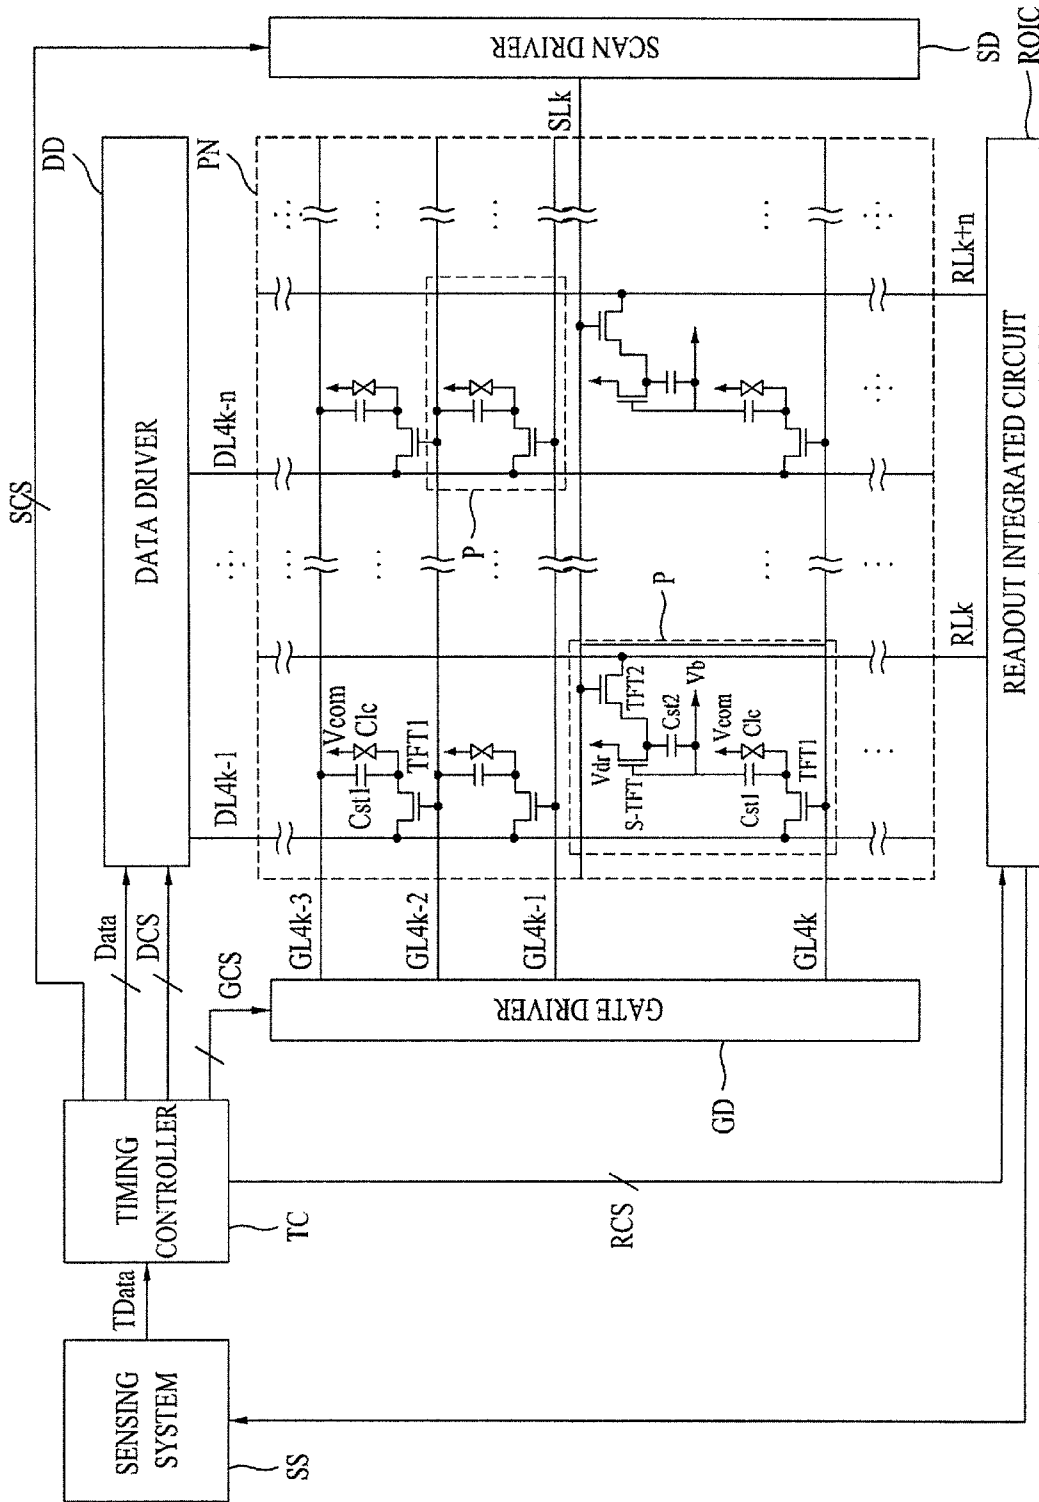 SENSING
SYSTEM
SS
TData
TIMING
CONTROLLER
TC
SCS
Data
DCS
GCS
RCS
DATA DRIVER
DD
GATE DRIVER
GD
SCAN DRIVER
SD
PN
DL4k-1
DL4k-n
GL4k-3
GL4k-2
GL4k-1
GL4k
SLk
Vcom
Clc
Cst1
TFT1
P
P
Vdr
S-TFT
TFT2
Cst2
Vb
Vcom
Clc
Cst1
TFT1
RLk
RLk+n
READOUT INTEGRATED CIRCUIT
ROIC